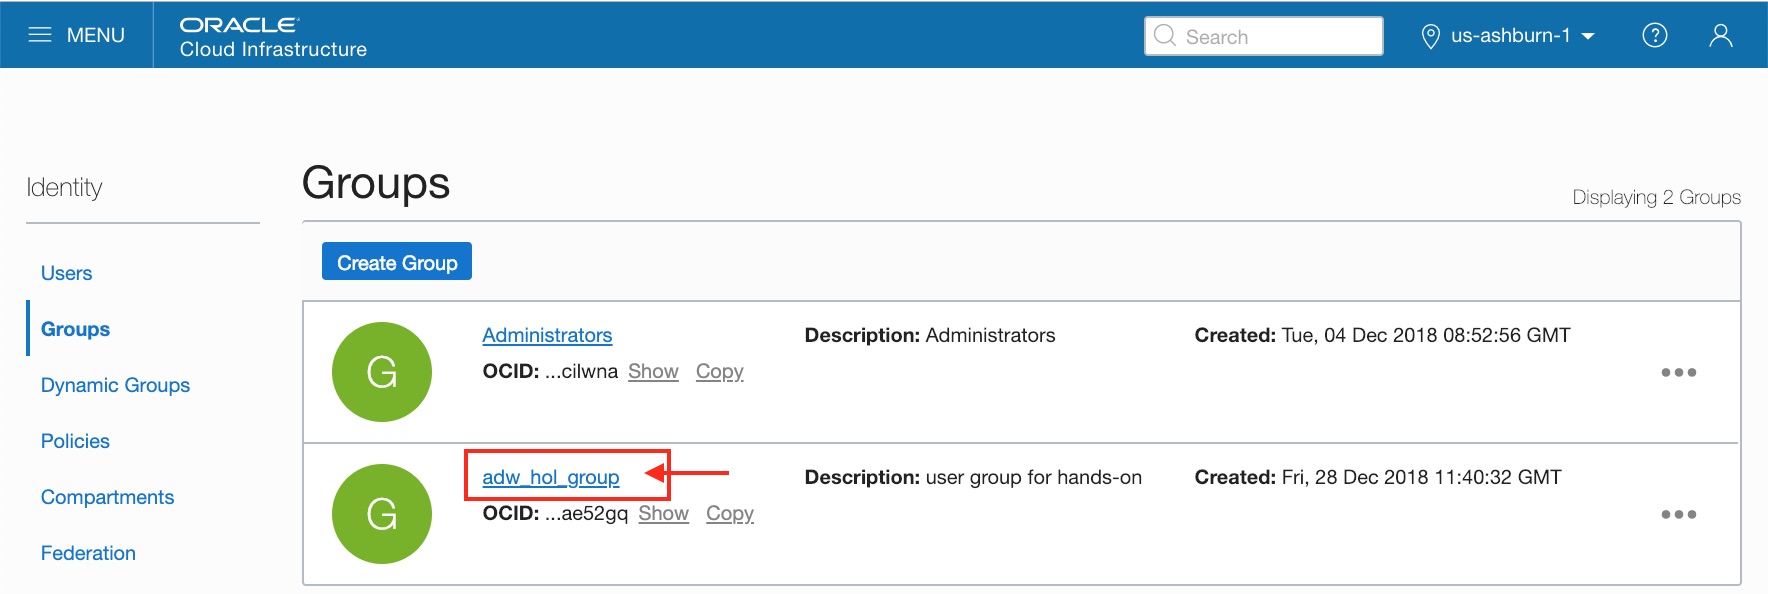 MENU
ORACLE
Cloud Infrastructure
Search
us-ashburn-1
?
Identity
Users
Groups
Dynamic Groups
Policies
Compartments
Federation
Groups
Displaying 2 Groups
Create Group
G
Administrators
OCID: ...cilwna Show Copy
Description: Administrators
Created: Tue, 04 Dec 2018 08:52:56 GMT
G
adw_hol_group
OCID: ...ae52gq Show Copy
Description: user group for hands-on
Created: Fri, 28 Dec 2018 11:40:32 GMT